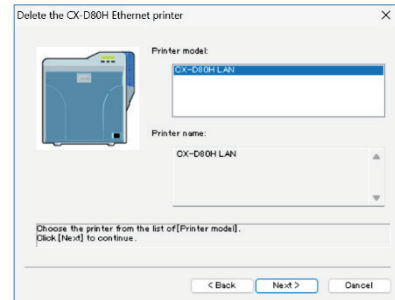 Delete the CX-D80H Ethernet printer
Printer model:
CX-D80H LAN
Printer name:
CX-D80H LAN
Choose the printer from the list of [Printer model].
Click [Next] to continue.
< Back
Next >
Cancel